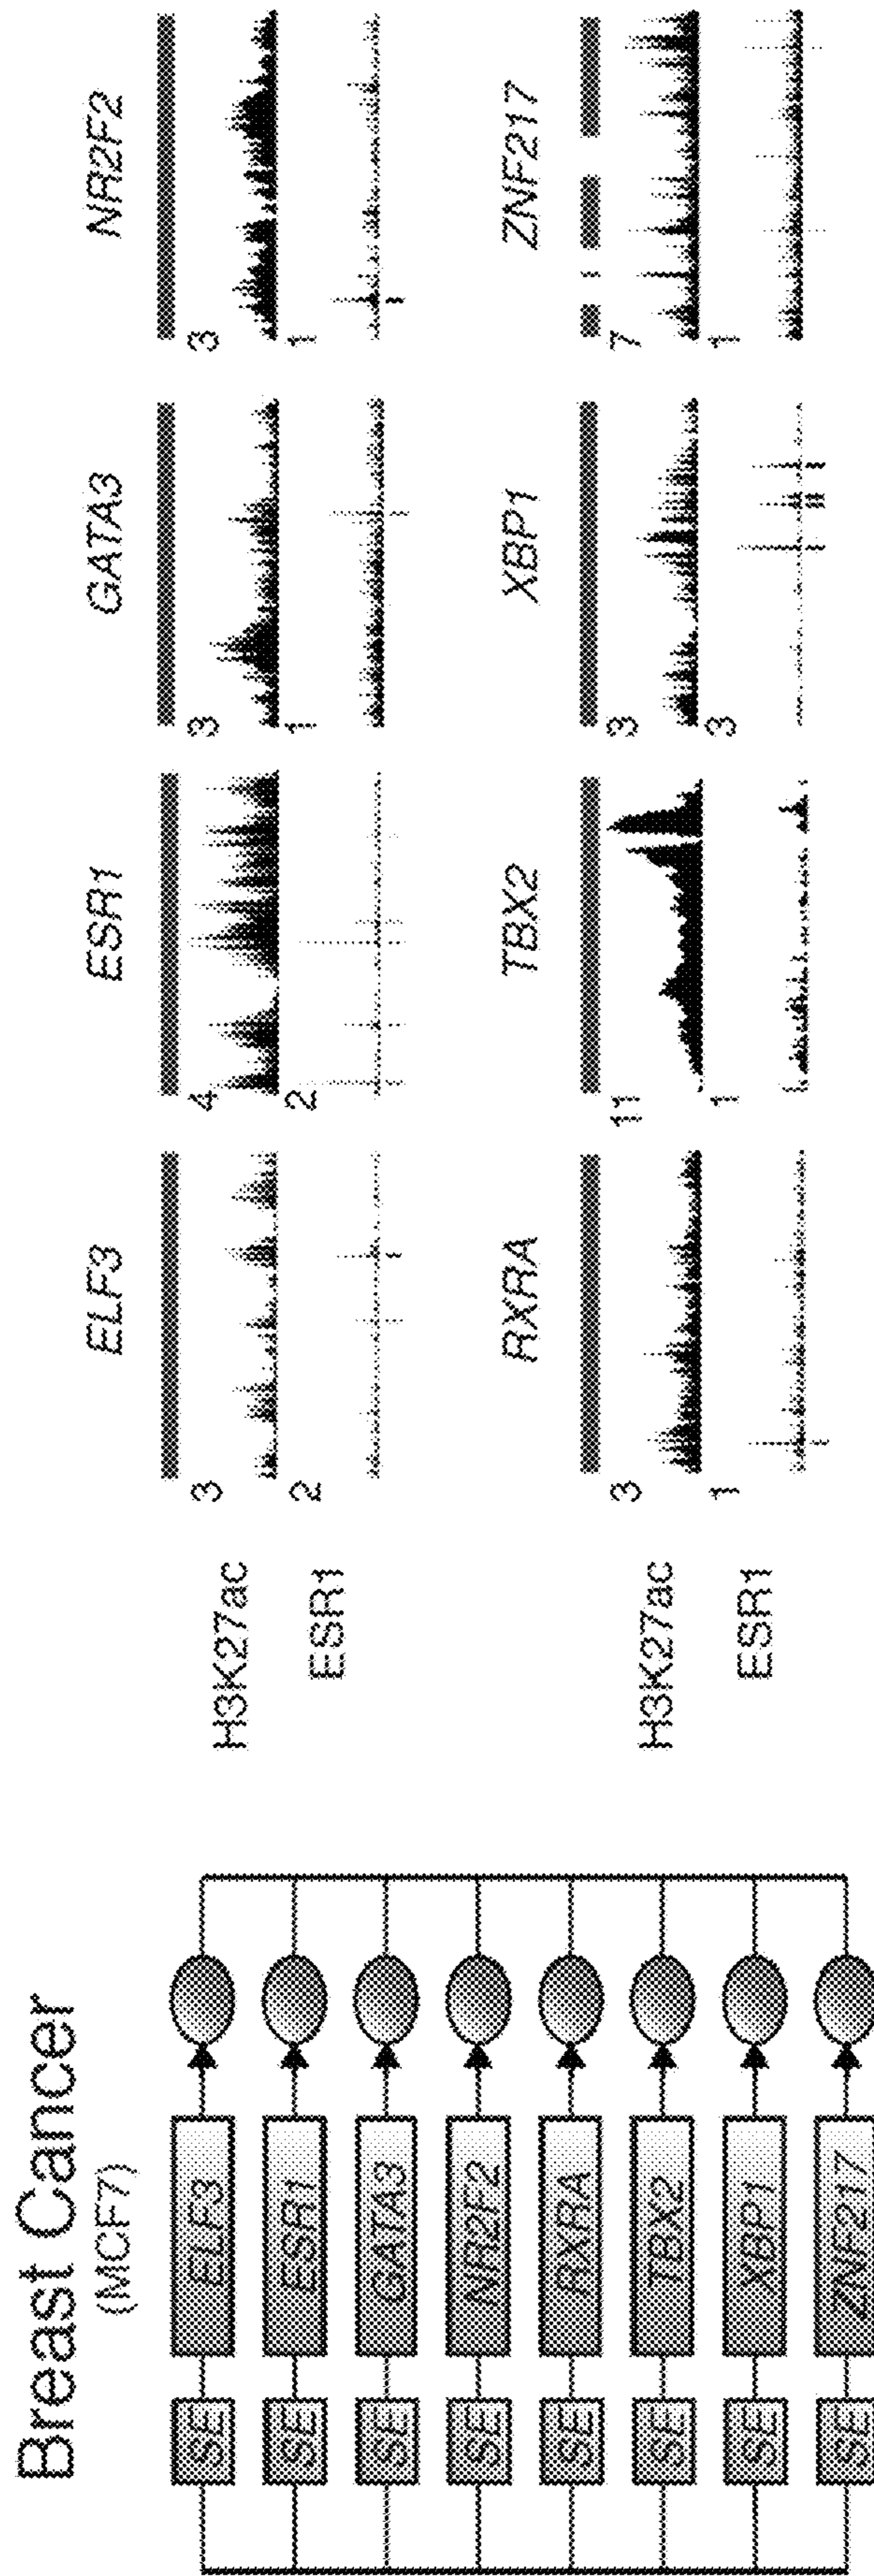 Breast Cancer
(MCF7)
SE ELF3
SE ESR1
SE GATA3
SE NR2F2
SE RXRA
SE TBX2
SE XBP1
SE ZNF217
ELF3 ESR1 GATA3 NR2F2
H3K27ac 3 4 3 3
ESR1 2 2 1 1
RXRA TBX2 XBP1 ZNF217
H3K27ac 3 11 3 7
ESR1 1 1 3 1